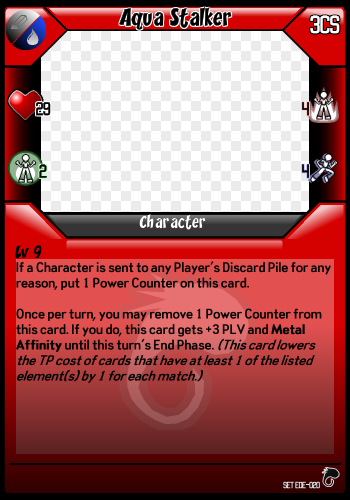 Aqua Stalker
3CS
29
4
2
4
Character
Lv 9
If a Character is sent to any Player's Discard Pile for any
reason, put 1 Power Counter on this card.
Once per turn, you may remove 1 Power Counter from
this card. If you do, this card gets +3 PLV and Metal
Affinity until this turn's End Phase. (This card lowers
the TP cost of cards that have at least 1 of the listed
element(s) by 1 for each match.)
SET EOE-020